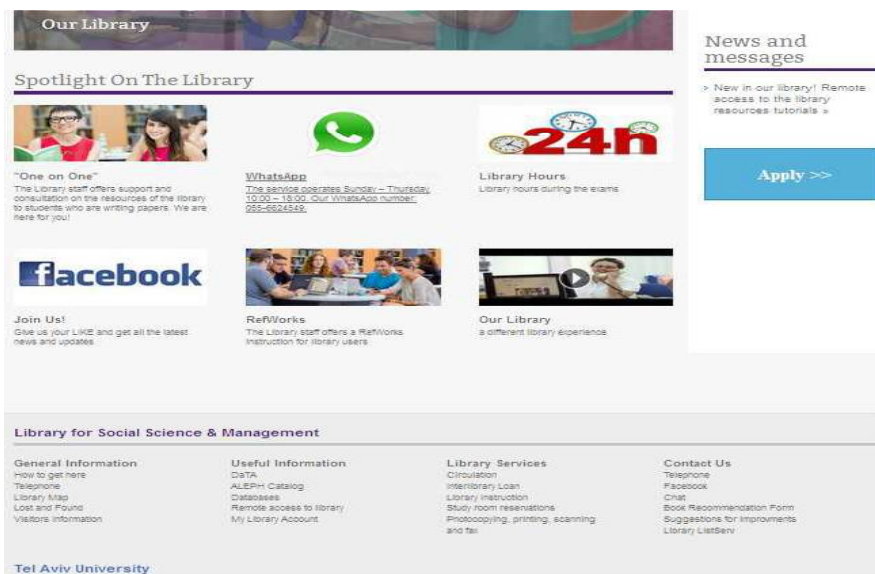 Our Library
Spotlight On The Library
"One on One"
The Library staff offers support and
consultation on the resources of the library
to students who are writing papers. We are
here for you!
WhatsApp
The service operates Sunday – Thursday,
10:00 – 18:00. Our WhatsApp number:
055-6624549.
24h
Library Hours
Library hours during the exams
facebook
Join Us!
Give us your LIKE and get all the latest
news and updates
RefWorks
The Library staff offers a RefWorks
Instruction for library users
Our Library
a different library experience
News and
messages
> New in our library! Remote
access to the library
resources tutorials »
Apply >>
Library for Social Science & Management
General Information
How to get here
Telephone
Library Map
Lost and Found
Visitors Information
Useful Information
DaTA
ALEPH Catalog
Databases
Remote access to library
My Library Account
Library Services
Circulation
Interlibrary Loan
Library Instruction
Study room reservations
Photocopying, printing, scanning
and fax
Contact Us
Telephone
Facebook
Chat
Book Recommendation Form
Suggestions for Improvments
Library ListServ
Tel Aviv University